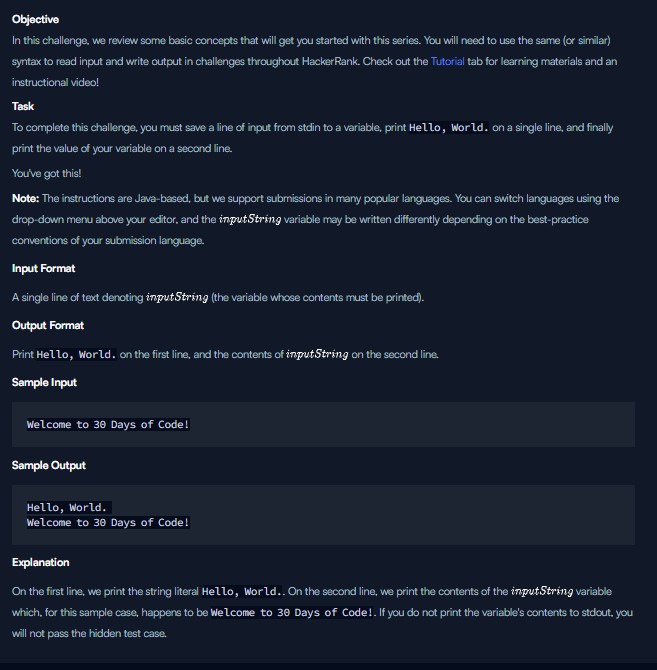 Objective
In this challenge, we review some basic concepts that will get you started with this series. You will need to use the same (or similar)
syntax to read input and write output in challenges throughout HackerRank. Check out the Tutorial tab for learning materials and an
instructional video!
Task
To complete this challenge, you must save a line of input from stdin to a variable, print Hello, World. on a single line, and finally
print the value of your variable on a second line.
You've got this!
Note: The instructions are Java-based, but we support submissions in many popular languages. You can switch languages using the
drop-down menu above your editor, and the inputString variable may be written differently depending on the best-practice
conventions of your submission language.
Input Format
A single line of text denoting inputString (the variable whose contents must be printed).
Output Format
Print Hello, World. on the first line, and the contents of inputString on the second line.
Sample Input
Welcome to 30 Days of Code!
Sample Output
Hello, World.
Welcome to 30 Days of Code!
Explanation
On the first line, we print the string literal Hello, World.. On the second line, we print the contents of the inputString variable
which, for this sample case, happens to be Welcome to 30 Days of Code!. If you do not print the variable's contents to stdout, you
will not pass the hidden test case.